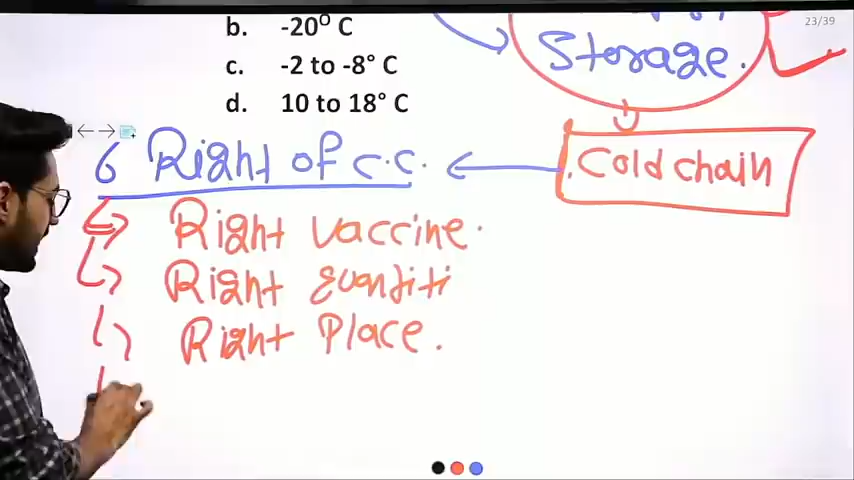 23/39
b. -20⁰ C
c. -2 to -8° C
d. 10 to 18° C
Storage.
Cold chain
6 Right of c.c.
Right vaccine.
Right quantiti
Right Place.